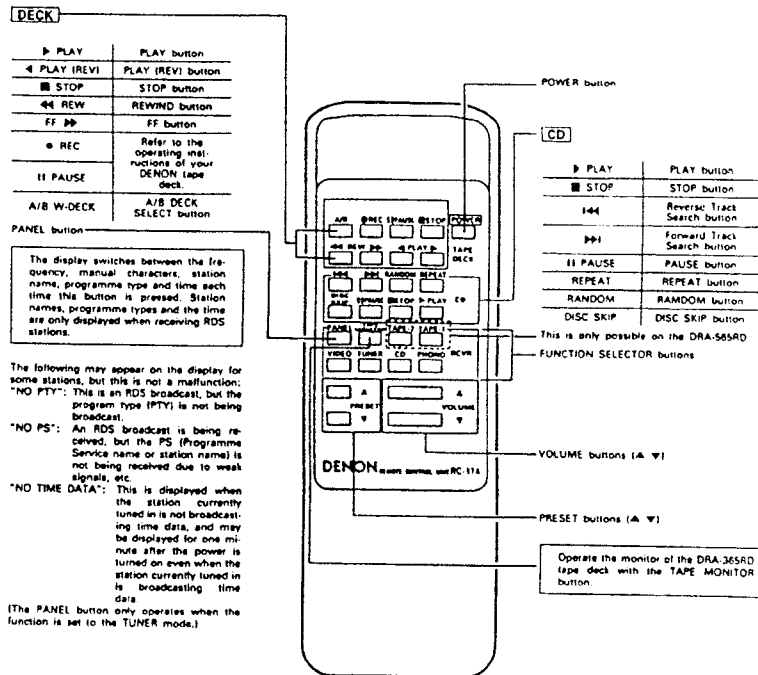 DECK
▶ PLAY PLAY button
◀ PLAY (REV) PLAY (REV) button
■ STOP STOP button
◀◀ REW REWIND button
FF ▶▶ FF button
● REC Refer to the
operating inst-
ructions of your
DENON tape
deck.
II PAUSE
A/B W-DECK A/B DECK
SELECT button
PANEL button
The display switches between the fre-
quency, manual characters, station
name, programme type and time each
time this button is pressed. Station
names, programme types and the time
are only displayed when receiving RDS
stations.
The following may appear on the display for
some stations, but this is not a malfunction:
"NO PTY": This is an RDS broadcast, but the
program type (PTY) is not being
broadcast.
"NO PS": An RDS broadcast is being re-
ceived, but the PS (Programme
Service name or station name) is
not being received due to weak
signals, etc.
"NO TIME DATA": This is displayed when
the station currently
tuned in is not broadcast-
ing time data, and may
be displayed for one mi-
nute after the power is
turned on even when the
station currently tuned in
is broadcasting time
data.
(The PANEL button only operates when the
function is set to the TUNER mode.)
A/B ● REC II PAUSE ■ STOP POWER
◀◀ REW ▶▶ ◀ PLAY ▶ TAPE
DECK
|◀◀ ▶▶| RANDOM REPEAT
DISC
SKIP II PAUSE ■ STOP ▶ PLAY CD
PANEL TAPE-2 TAPE-1
VIDEO TUNER CD PHONO RCVR
▲ ▲
PRESET VOLUME
▼ ▼
DENON REMOTE CONTROL UNIT RC-174
POWER button
CD
▶ PLAY PLAY button
■ STOP STOP button
|◀◀ Reverse Track
Search button
▶▶| Forward Track
Search button
II PAUSE PAUSE button
REPEAT REPEAT button
RANDOM RAMDOM button
DISC SKIP DISC SKIP button
This is only possible on the DRA-565RD
FUNCTION SELECTOR buttons
VOLUME buttons (▲ ▼)
PRESET buttons (▲ ▼)
Operate the monitor of the DRA-365RD
tape deck with the TAPE MONITOR
button.